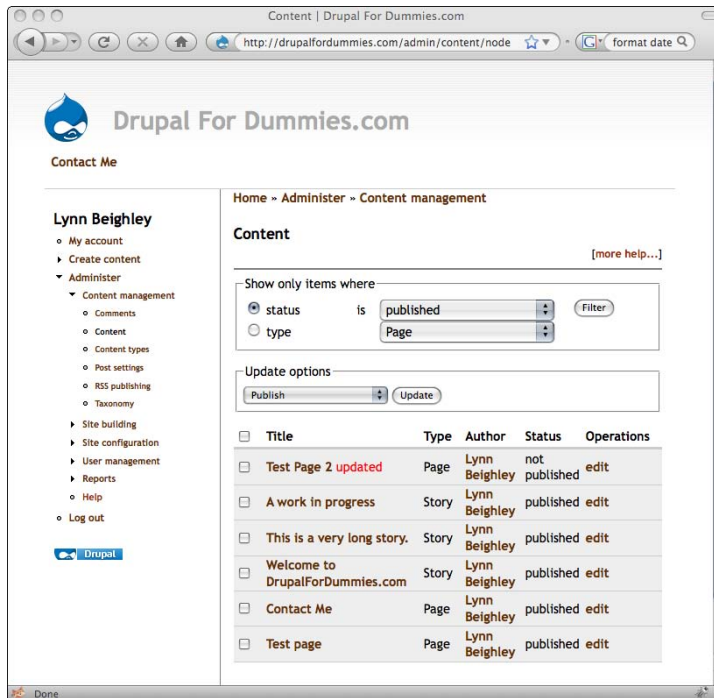 Content | Drupal For Dummies.com
http://drupalfordummies.com/admin/content/node
format date
Drupal For Dummies.com
Contact Me
Lynn Beighley
My account
Create content
Administer
Content management
Comments
Content
Content types
Post settings
RSS publishing
Taxonomy
Site building
Site configuration
User management
Reports
Help
Log out
Drupal
Home » Administer » Content management
Content
[more help...]
Show only items where
status is published Filter
type Page
Update options
Publish Update
Title Type Author Status Operations
Test Page 2 updated Page Lynn Beighley not published edit
A work in progress Story Lynn Beighley published edit
This is a very long story. Story Lynn Beighley published edit
Welcome to DrupalForDummies.com Story Lynn Beighley published edit
Contact Me Page Lynn Beighley published edit
Test page Page Lynn Beighley published edit
Done